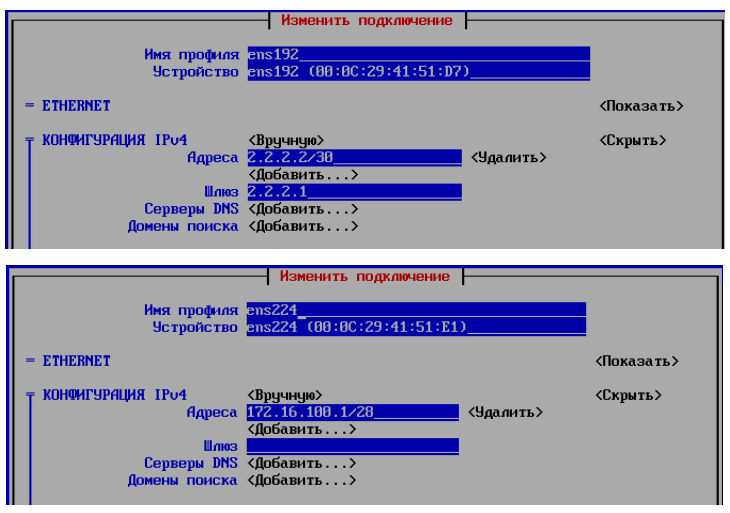 Изменить подключение
Имя профиля ens192
Устройство ens192 (00:0C:29:41:51:D7)
= ETHERNET <Показать>
КОНФИГУРАЦИЯ IPv4 <Вручную> <Скрыть>
Адреса 2.2.2.2/30 <Удалить>
<Добавить...>
Шлюз 2.2.2.1
Серверы DNS <Добавить...>
Домены поиска <Добавить...>
Изменить подключение
Имя профиля ens224
Устройство ens224 (00:0C:29:41:51:E1)
= ETHERNET <Показать>
КОНФИГУРАЦИЯ IPv4 <Вручную> <Скрыть>
Адреса 172.16.100.1/28 <Удалить>
<Добавить...>
Шлюз
Серверы DNS <Добавить...>
Домены поиска <Добавить...>